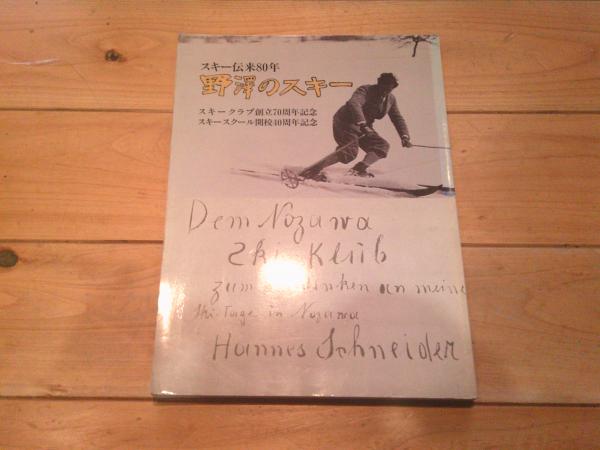 スキー伝来80年
野澤のスキー
スキークラブ創立70周年記念
スキースクール開校40周年記念
Dem Nozawa
Ski Klub
zum an meine
Ski-Tage in Nozawa
Hannes Schneider